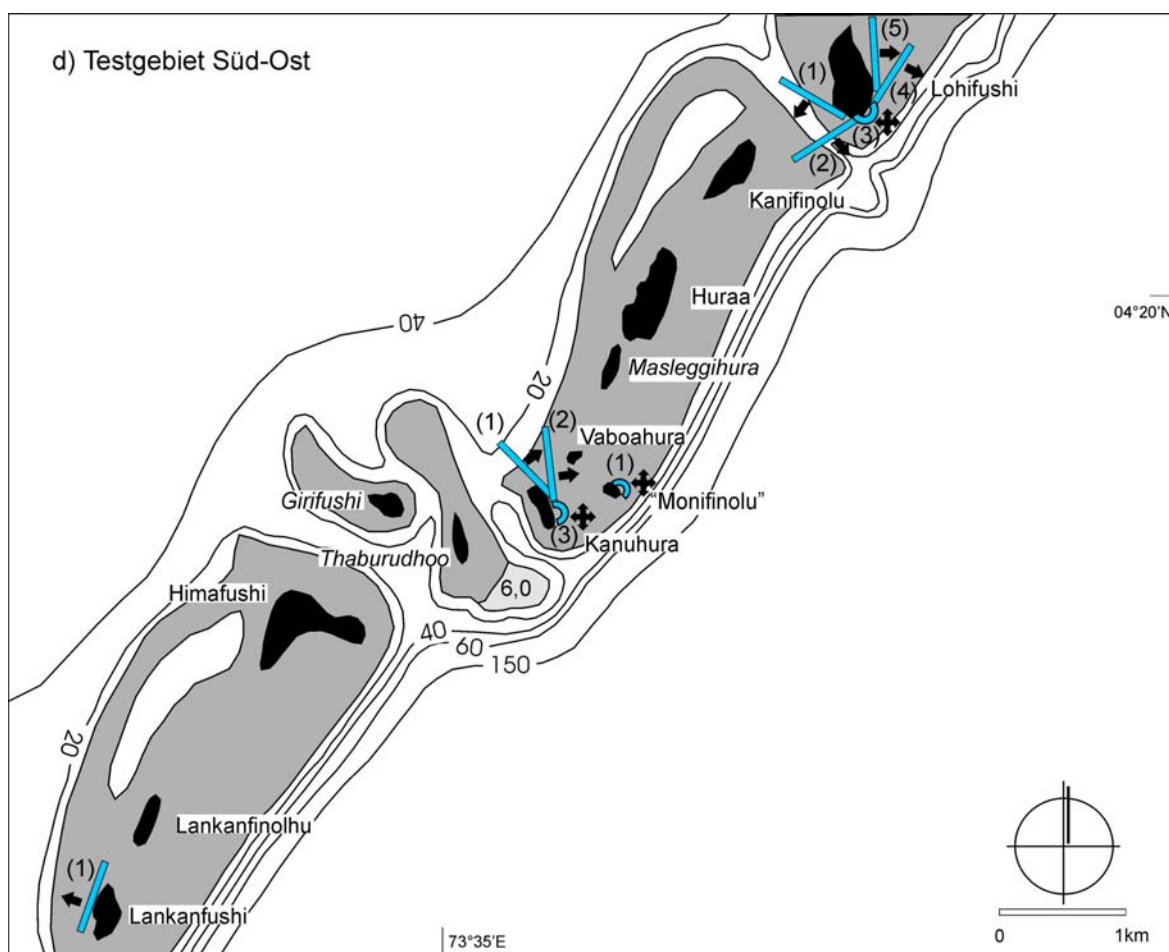 d) Testgebiet Süd-Ost
(5)
(1)
(4)
Lohifushi
(3)
(2)
Kanifinolu
Huraa
04°20'N
40
Masleggihura
20
(1)
(2)
Vaboahura
(1)
"Monifinolu"
Girifushi
(3)
Kanuhura
Thaburudhoo
6,0
Himafushi
40
60
150
20
Lankanfinolhu
(1)
Lankanfushi
73°35'E
0
1km